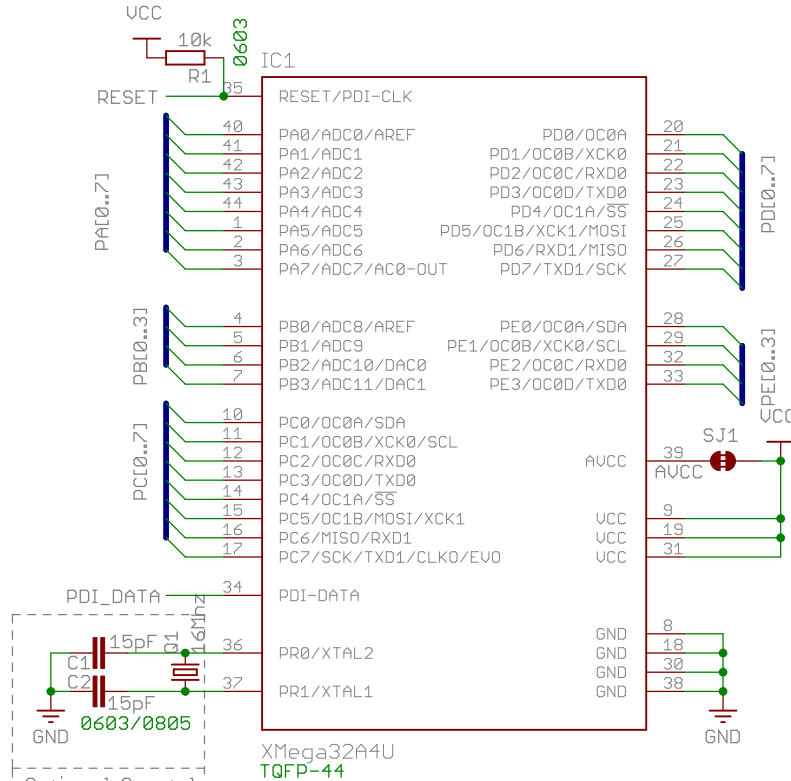 VCC
10k
0603
R1
IC1
RESET
35
RESET/PDI-CLK
PA[0..7]
40 PA0/ADC0/AREF
41 PA1/ADC1
42 PA2/ADC2
43 PA3/ADC3
44 PA4/ADC4
1 PA5/ADC5
2 PA6/ADC6
3 PA7/ADC7/AC0-OUT
PD0/OC0A 20
PD1/OC0B/XCK0 21
PD2/OC0C/RXD0 22
PD3/OC0D/TXD0 23
PD4/OC1A/SS 24
PD5/OC1B/XCK1/MOSI 25
PD6/RXD1/MISO 26
PD7/TXD1/SCK 27
PD[0..7]
PB[0..3]
4 PB0/ADC8/AREF
5 PB1/ADC9
6 PB2/ADC10/DAC0
7 PB3/ADC11/DAC1
PE0/OC0A/SDA 28
PE1/OC0B/XCK0/SCL 29
PE2/OC0C/RXD0 32
PE3/OC0D/TXD0 33
PE[0..3]
PC[0..7]
10 PC0/OC0A/SDA
11 PC1/OC0B/XCK0/SCL
12 PC2/OC0C/RXD0
13 PC3/OC0D/TXD0
14 PC4/OC1A/SS
15 PC5/OC1B/MOSI/XCK1
16 PC6/MISO/RXD1
17 PC7/SCK/TXD1/CLKO/EVO
VCC
SJ1
AVCC 39
AVCC
VCC 9
VCC 19
VCC 31
PDI_DATA
34 PDI-DATA
GND 8
GND 18
GND 30
GND 38
GND
15pF
C1
C2
15pF
0603/0805
GND
Q1
16Mhz
36 PR0/XTAL2
37 PR1/XTAL1
XMega32A4U
TQFP-44